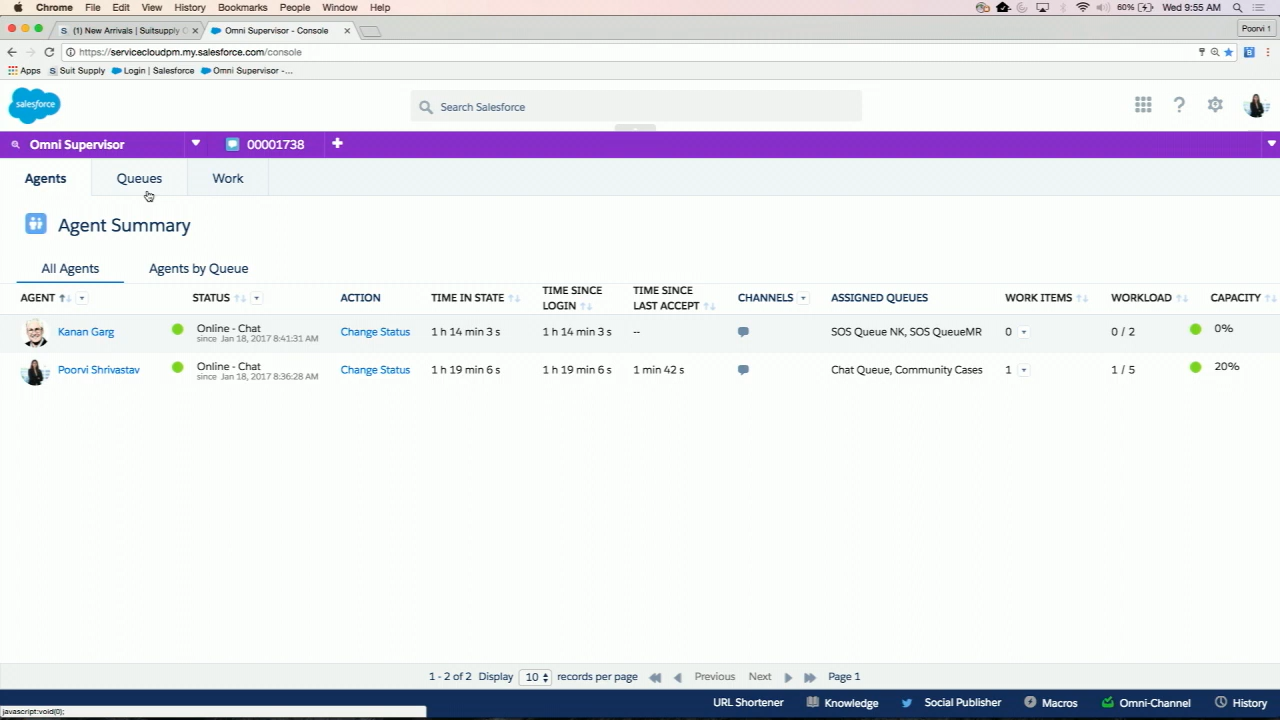 Chrome File Edit View History Bookmarks People Window Help 60% Wed 9:55 AM
S (1) New Arrivals | Suitsupply C × Omni Supervisor - Console × Poorvi 1
https://servicecloudpm.my.salesforce.com/console
Apps S Suit Supply Login | Salesforce Omni Supervisor -...
salesforce Search Salesforce ?
Omni Supervisor 00001738 +
Agents Queues Work
Agent Summary
All Agents Agents by Queue
AGENT STATUS ACTION TIME IN STATE TIME SINCE LOGIN TIME SINCE LAST ACCEPT CHANNELS ASSIGNED QUEUES WORK ITEMS WORKLOAD CAPACITY
Kanan Garg Online - Chat Change Status 1 h 14 min 3 s 1 h 14 min 3 s -- SOS Queue NK, SOS QueueMR 0 0 / 2 0%
since Jan 18, 2017 8:41:31 AM
Poorvi Shrivastav Online - Chat Change Status 1 h 19 min 6 s 1 h 19 min 6 s 1 min 42 s Chat Queue, Community Cases 1 1 / 5 20%
since Jan 18, 2017 8:36:28 AM
1 - 2 of 2 Display 10 records per page Previous Next Page 1
URL Shortener Knowledge Social Publisher Macros Omni-Channel History
javascript:void(0);